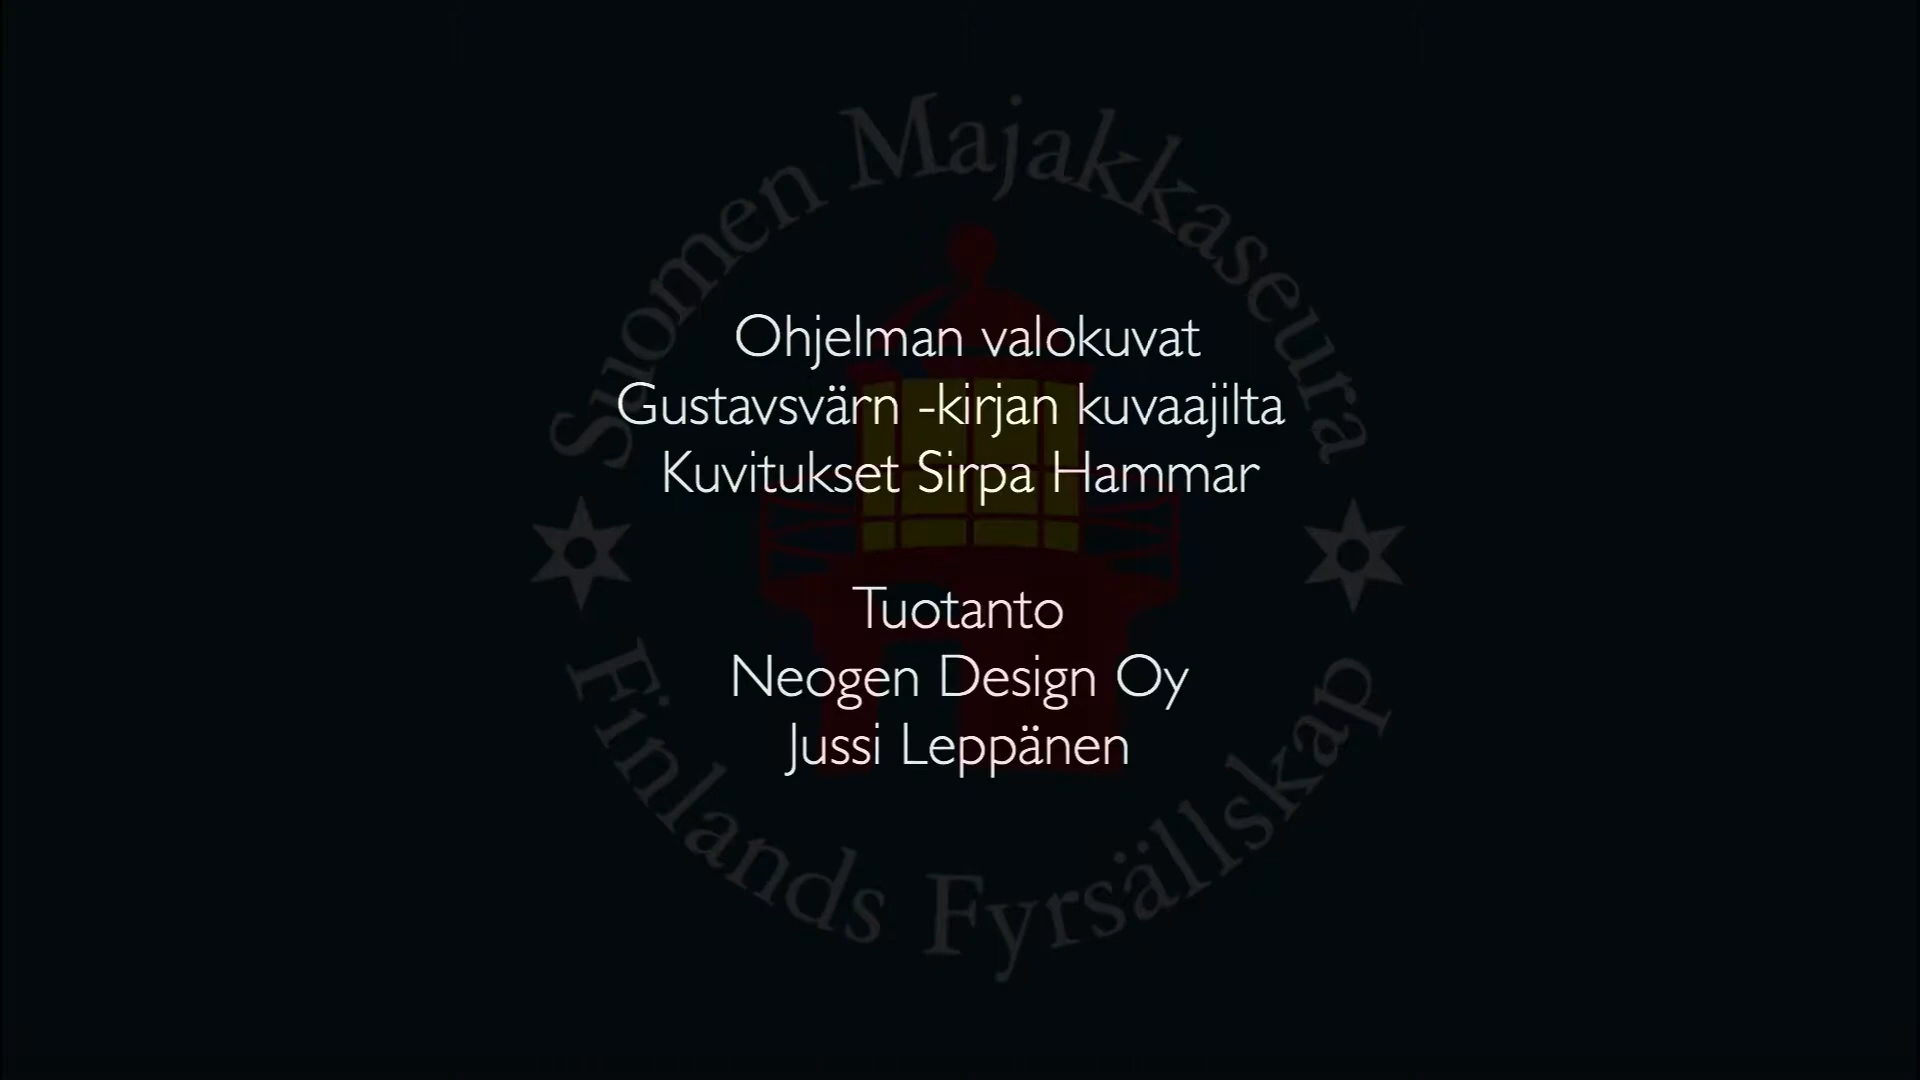 Suomen Majakkaseura
Ohjelman valokuvat
Gustavsvärn -kirjan kuvaajilta
Kuvitukset Sirpa Hammar
Tuotanto
Neogen Design Oy
Jussi Leppänen
Finlands Fyrsällskap